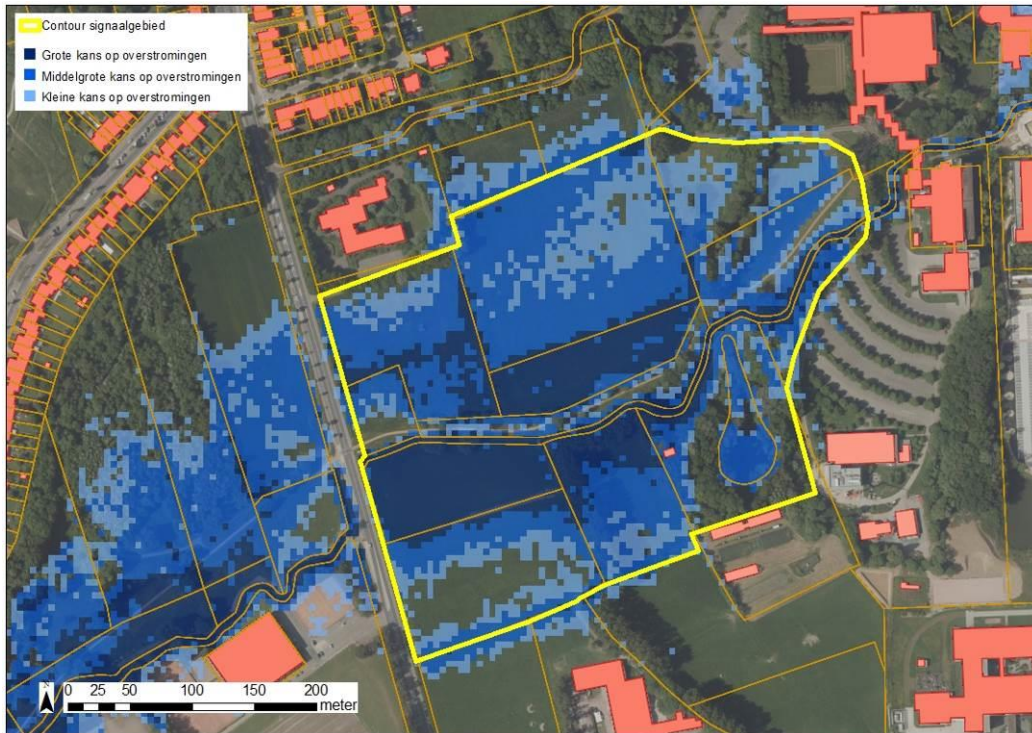 Contour signaalgebied
Grote kans op overstromingen
Middelgrote kans op overstromingen
Kleine kans op overstromingen
0 25 50 100 150 200
meter